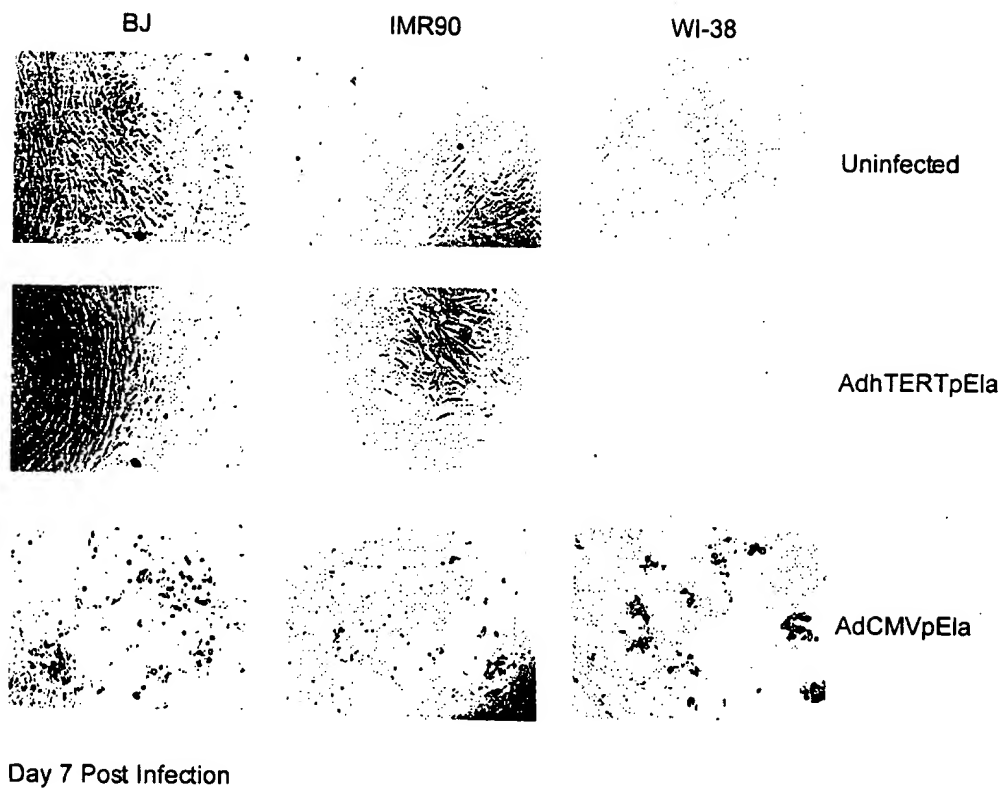 BJ IMR90 WI-38
Uninfected
AdhTERTpEla
AdCMVpEla
Day 7 Post Infection